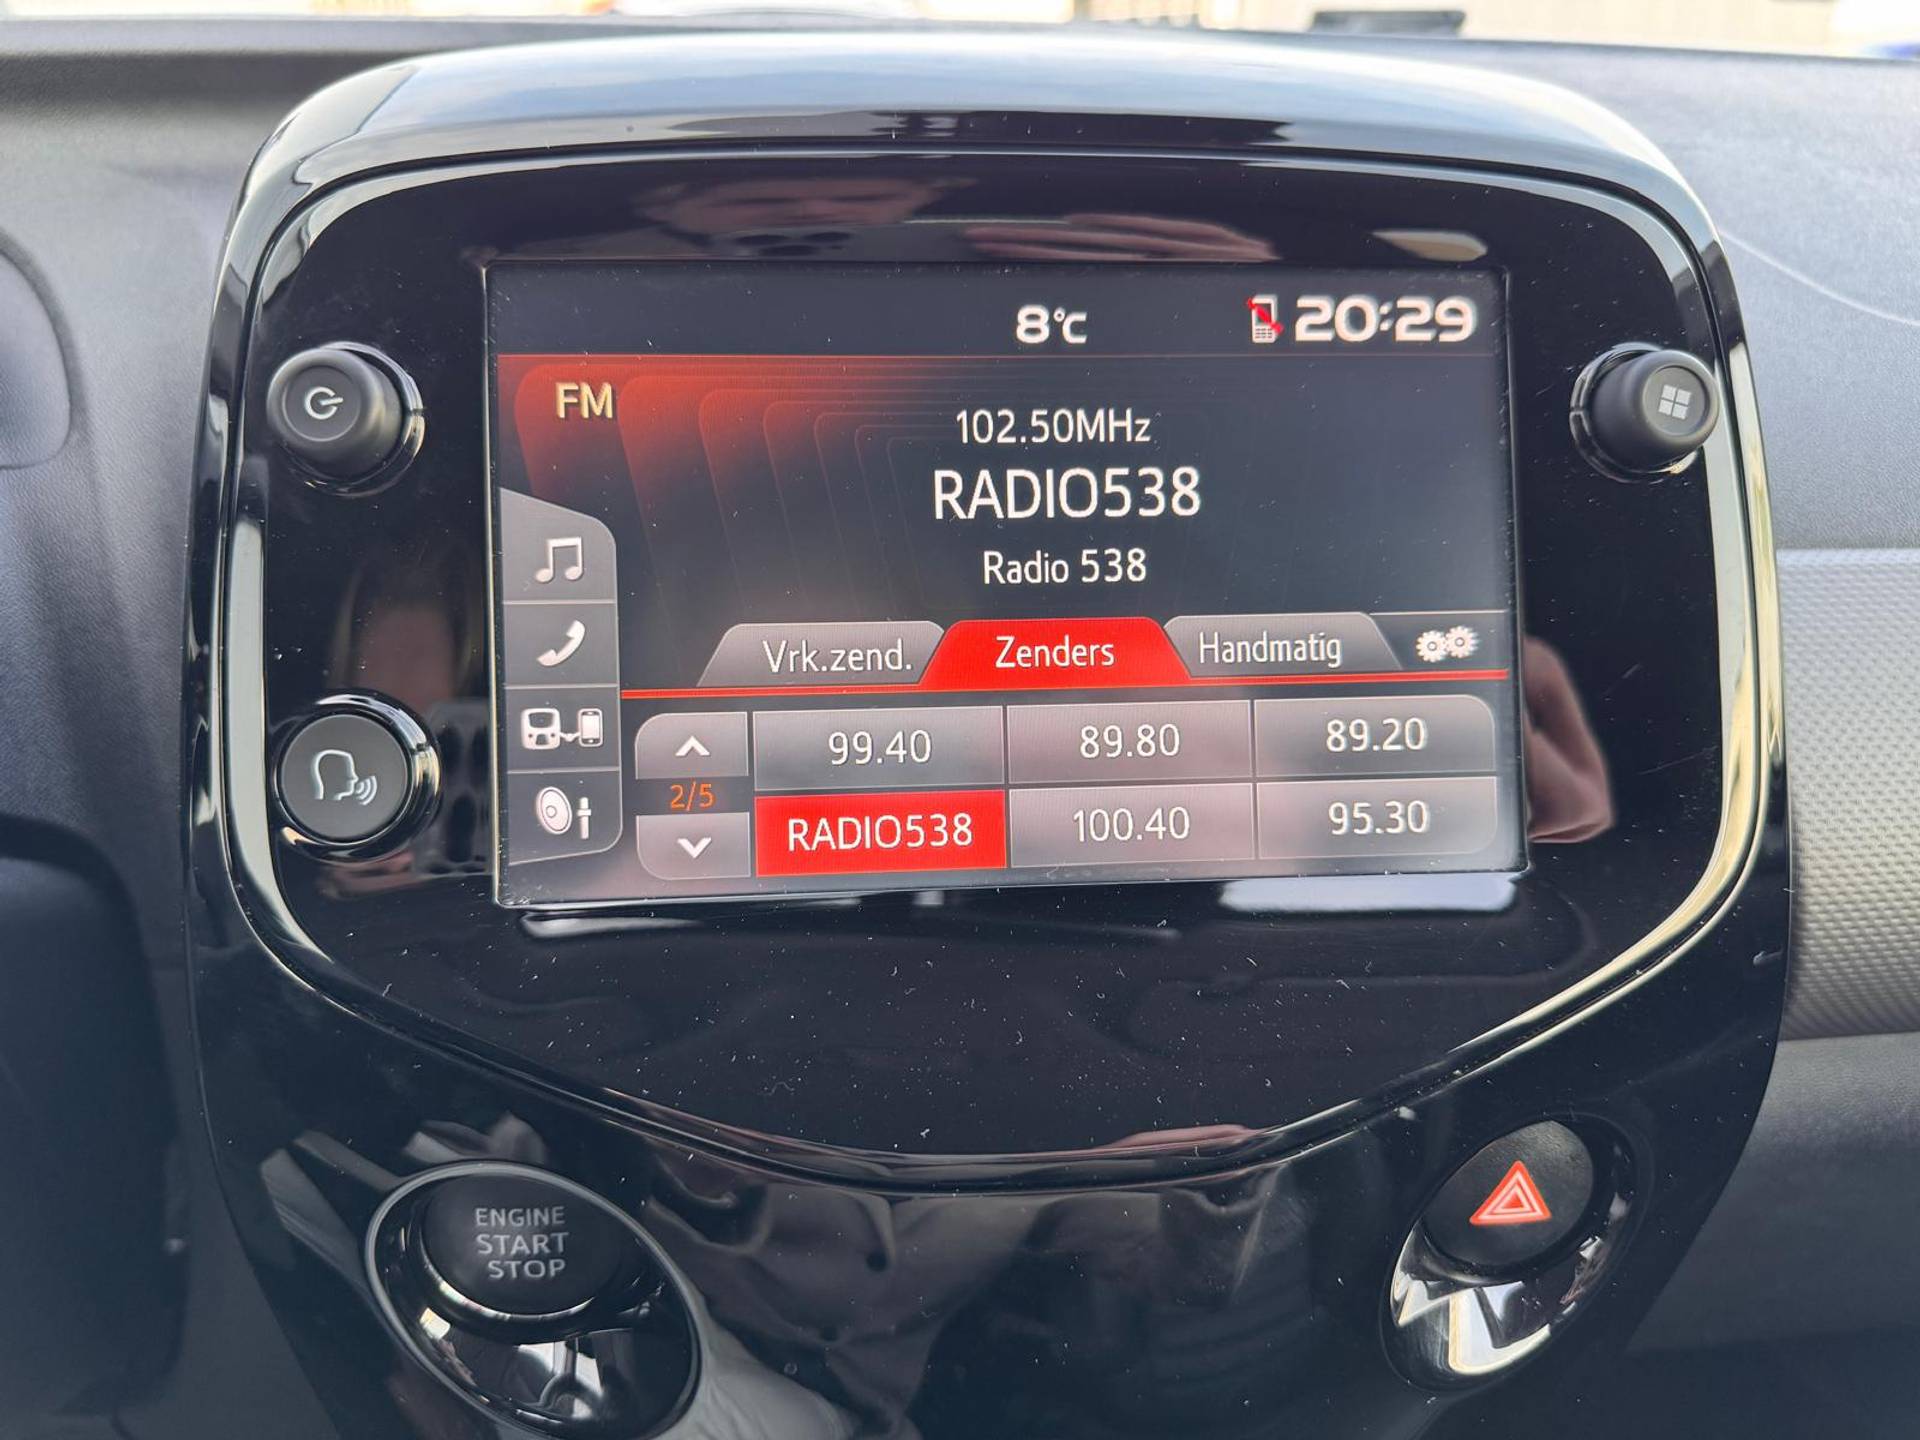 8°C 20:29
FM
102.50MHz
RADIO538
Radio 538
Vrk.zend. Zenders Handmatig
99.40 89.80 89.20
2/5
RADIO538 100.40 95.30
ENGINE
START
STOP